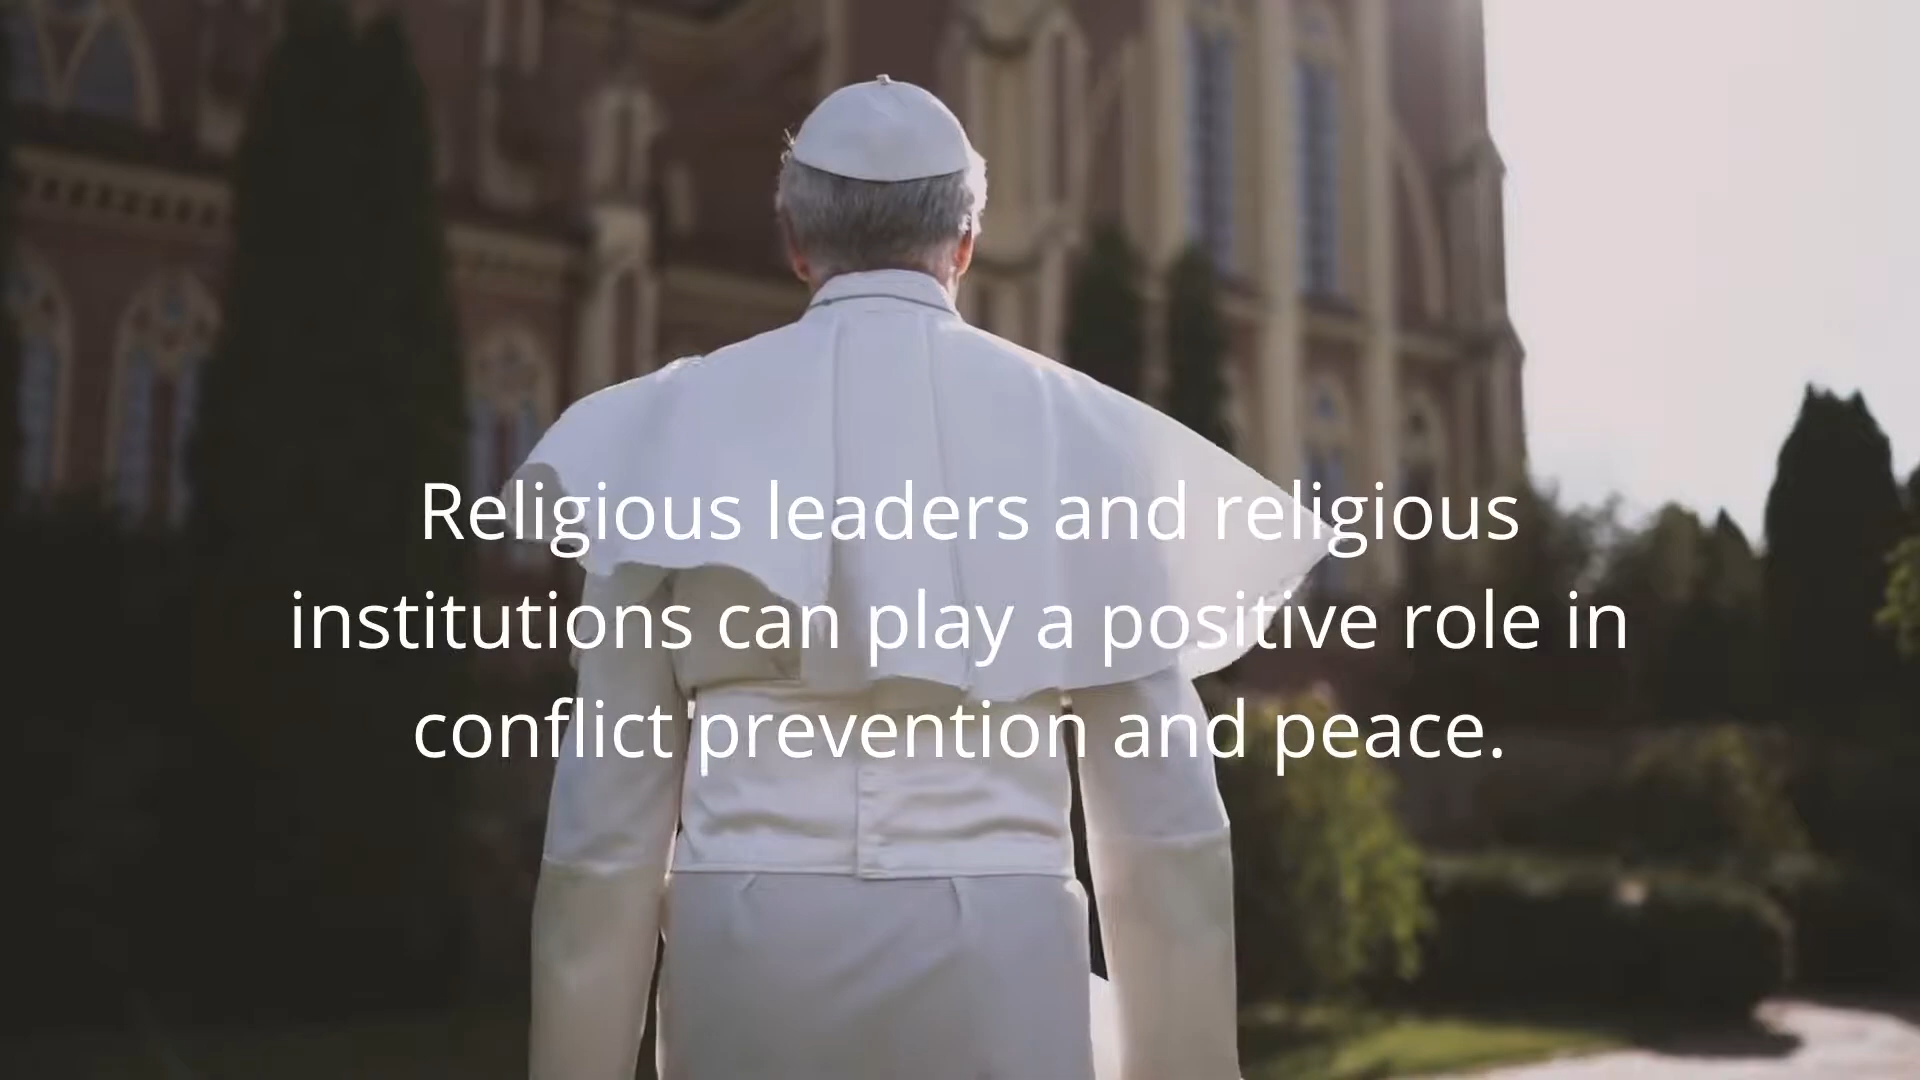 Religious leaders and religious
institutions can play a positive role in
conflict prevention and peace.